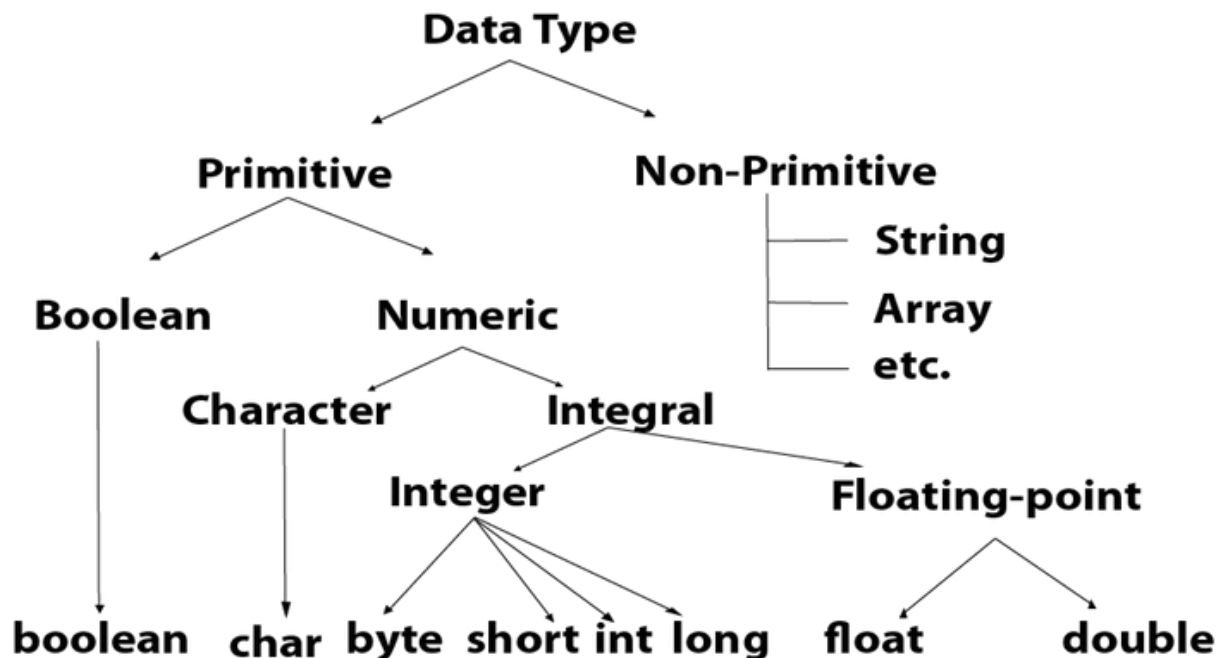 Data Type
Primitive
Non-Primitive
String
Array
etc.
Boolean
Numeric
Character
Integral
Integer
Floating-point
boolean
char
byte
short
int
long
float
double